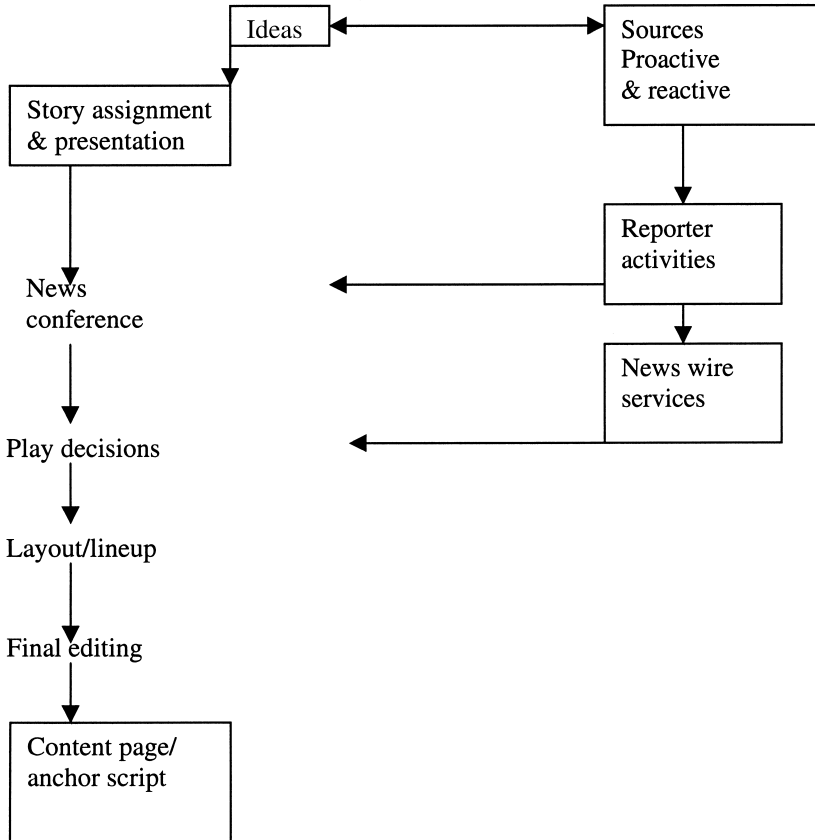 Ideas
Sources
Proactive
& reactive
Story assignment
& presentation
Reporter
activities
News
conference
News wire
services
Play decisions
Layout/lineup
Final editing
Content page/
anchor script